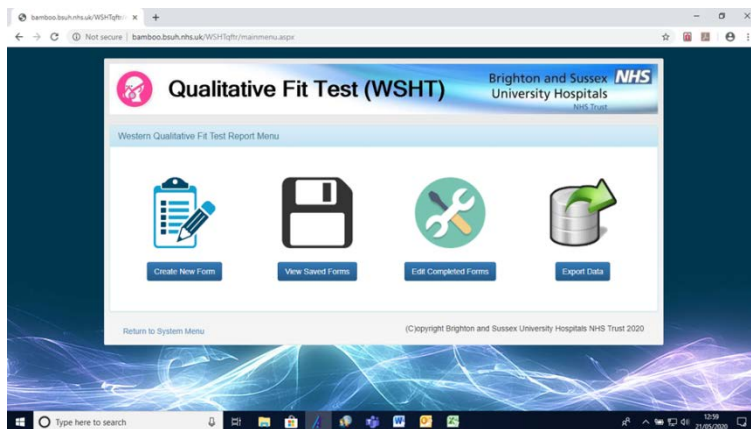 bamboo.bsuh.nhs.uk/WSHTqftr/
Not secure | bamboo.bsuh.nhs.uk/WSHTqftr/mainmenu.aspx
Qualitative Fit Test (WSHT)
Brighton and Sussex NHS
University Hospitals
NHS Trust
Western Qualitative Fit Test Report Menu
Create New Form
View Saved Forms
Edit Completed Forms
Export Data
Return to System Menu
(C)opyright Brighton and Sussex University Hospitals NHS Trust 2020
Type here to search
12:59
21/05/2020